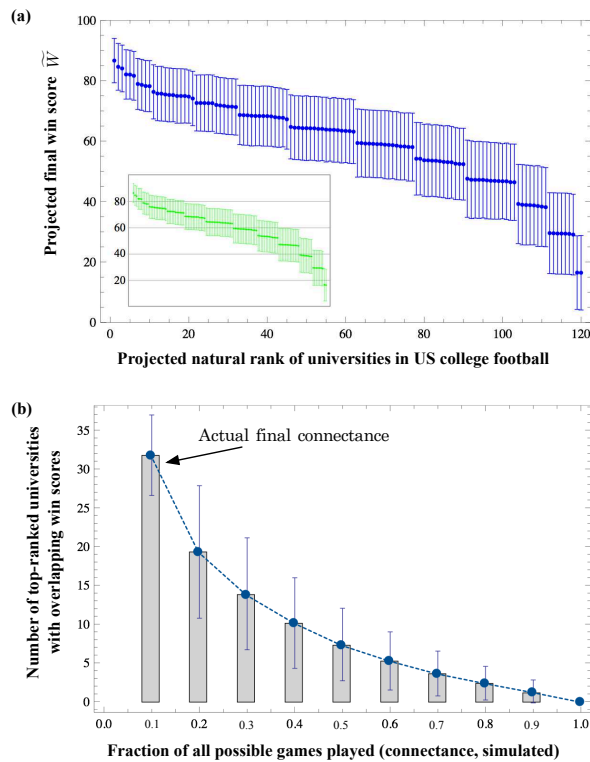 (a)
100
80
60
40
20
0
Projected final win score W̃
80
60
40
20
0 20 40 60 80 100 120
Projected natural rank of universities in US college football
(b)
35
30
25
20
15
10
5
0
Number of top-ranked universities
with overlapping win scores
Actual final connectance
0.0 0.1 0.2 0.3 0.4 0.5 0.6 0.7 0.8 0.9 1.0
Fraction of all possible games played (connectance, simulated)